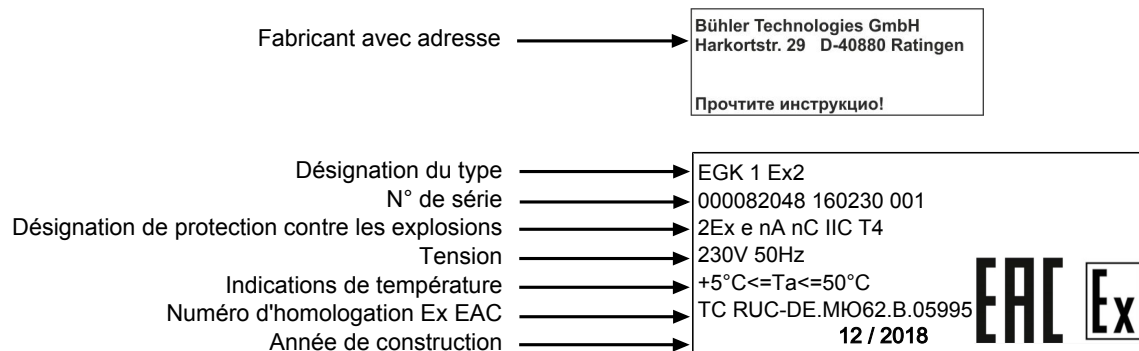 Fabricant avec adresse
Bühler Technologies GmbH
Harkortstr. 29 D-40880 Ratingen
Прочтите инструкцио!
Désignation du type
EGK 1 Ex2
N° de série
000082048 160230 001
Désignation de protection contre les explosions
2Ex e nA nC IIC T4
Tension
230V 50Hz
Indications de température
+5°C<=Ta<=50°C
Numéro d'homologation Ex EAC
TC RUC-DE.МЮ62.B.05995
Année de construction
12 / 2018
EAC
Ex